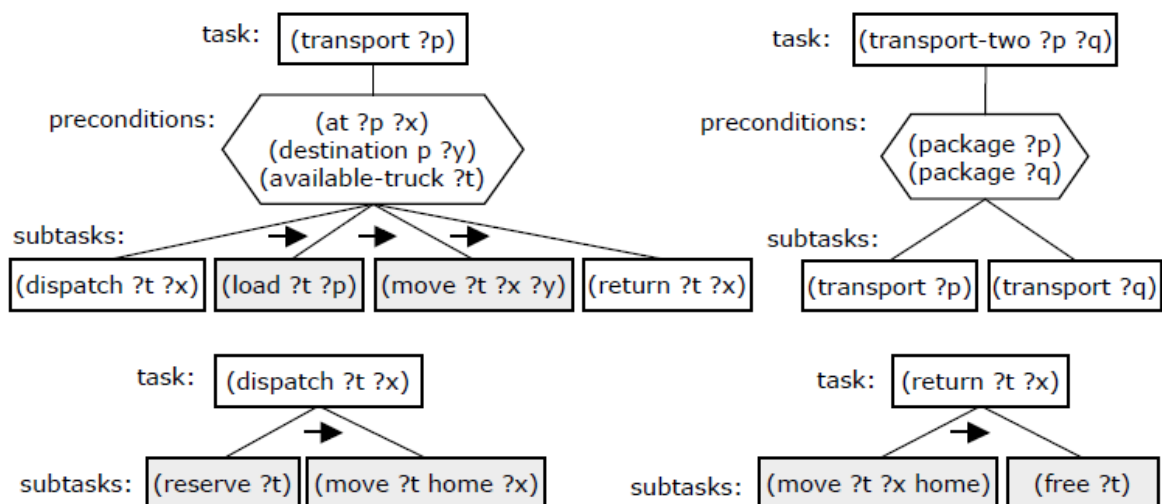 task: (transport ?p)
preconditions: (at ?p ?x)
(destination p ?y)
(available-truck ?t)
subtasks:
(dispatch ?t ?x) (load ?t ?p) (move ?t ?x ?y) (return ?t ?x)
task: (transport-two ?p ?q)
preconditions: (package ?p)
(package ?q)
subtasks:
(transport ?p) (transport ?q)
task: (dispatch ?t ?x)
subtasks: (reserve ?t) (move ?t home ?x)
task: (return ?t ?x)
subtasks: (move ?t ?x home) (free ?t)